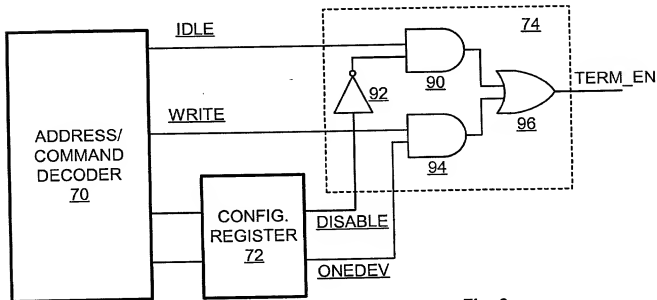 IDLE
74
92
90
TERM_EN
WRITE
96
ADDRESS/
COMMAND
DECODER
70
94
CONFIG.
REGISTER
72
DISABLE
ONEDEV